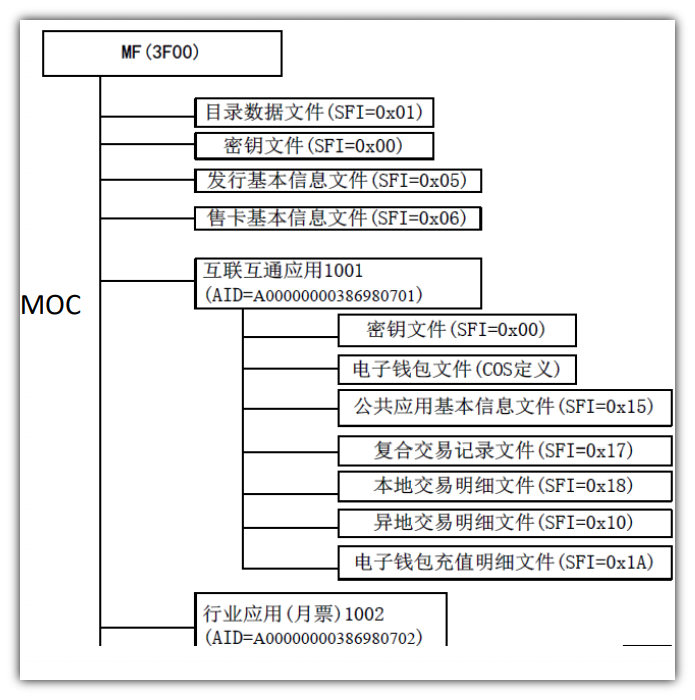 MF(3F00)
目录数据文件(SFI=0x01)
密钥文件(SFI=0x00)
发行基本信息文件(SFI=0x05)
售卡基本信息文件(SFI=0x06)
互联互通应用1001
(AID=A00000000386980701)
MOC
密钥文件(SFI=0x00)
电子钱包文件(COS定义)
公共应用基本信息文件(SFI=0x15)
复合交易记录文件(SFI=0x17)
本地交易明细文件(SFI=0x18)
异地交易明细文件(SFI=0x10)
电子钱包充值明细文件(SFI=0x1A)
行业应用(月票)1002
(AID=A00000000386980702)